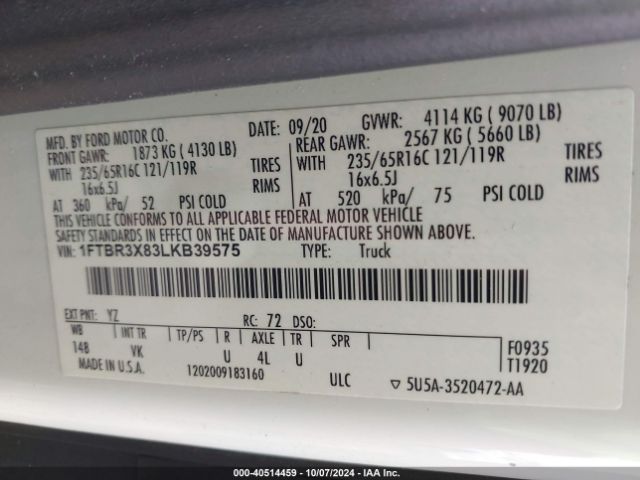 MFD. BY FORD MOTOR CO. DATE: 09/20 GVWR: 4114 KG ( 9070 LB)
FRONT GAWR: 1873 KG ( 4130 LB) REAR GAWR: 2567 KG ( 5660 LB)
WITH 235/65R16C 121/119R TIRES WITH 235/65R16C 121/119R TIRES
16x6.5J RIMS 16x6.5J RIMS
AT 360 kPa/ 52 PSI COLD AT 520 kPa/ 75 PSI COLD
THIS VEHICLE CONFORMS TO ALL APPLICABLE FEDERAL MOTOR VEHICLE
SAFETY STANDARDS IN EFFECT ON THE DATE OF MANUFACTURE SHOWN ABOVE.
VIN: 1FTBR3X83LKB39575 TYPE: Truck
EXT PNT: YZ RC: 72 DSO:
WB INT TR TP/PS R AXLE TR SPR F0935
148 VK U 4L U T1920
MADE IN U.S.A. 1202009183160 ULC ▽ 5U5A-3520472-AA
000-40514459 - 10/07/2024 - IAA Inc.